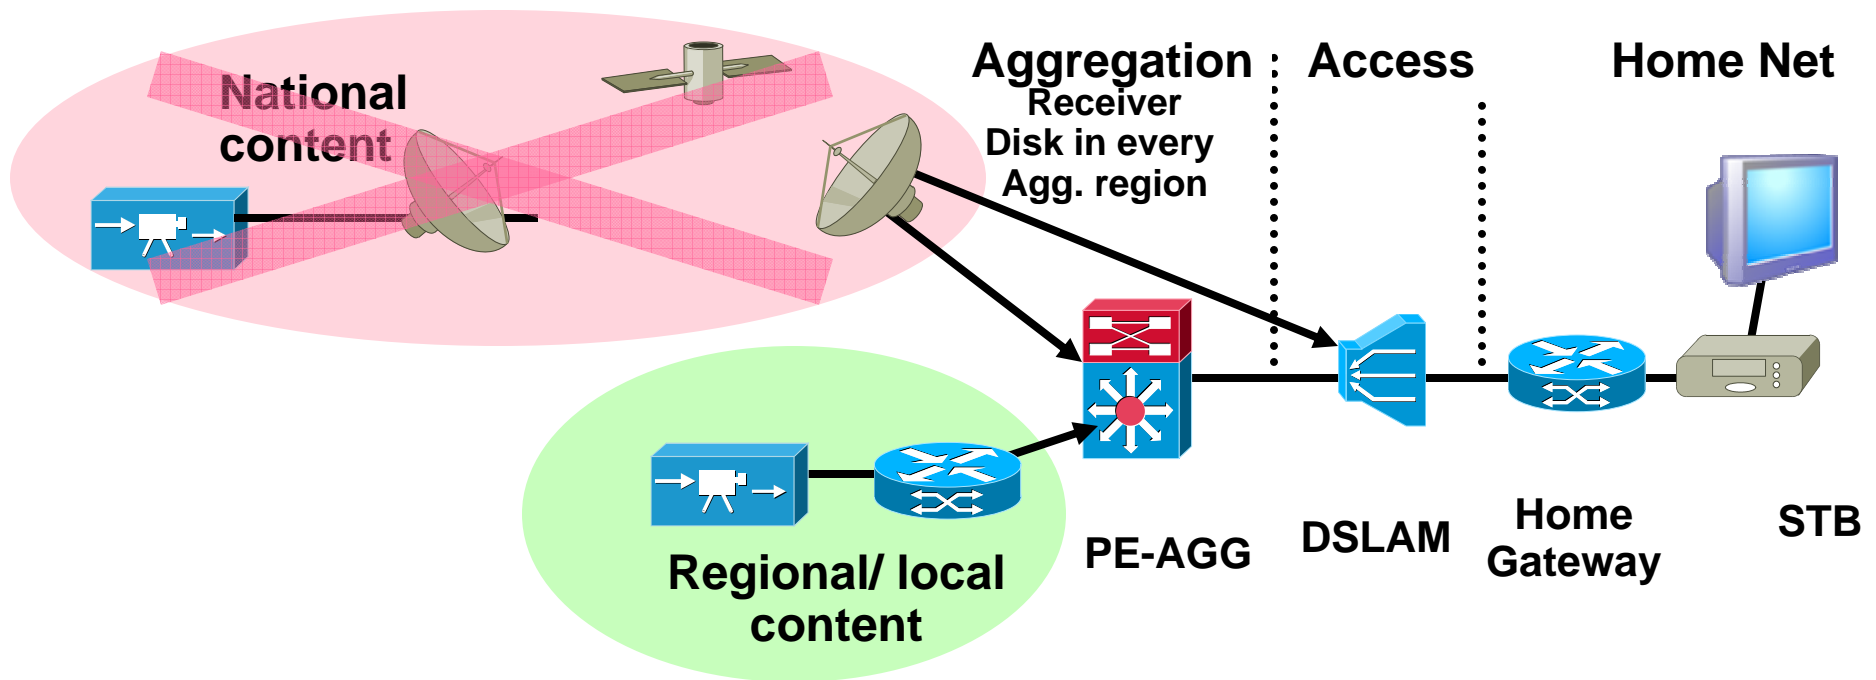 National
content
Aggregation
Receiver
Disk in every
Agg. region
Access
Home Net
Regional/ local
content
PE-AGG
DSLAM
Home
Gateway
STB